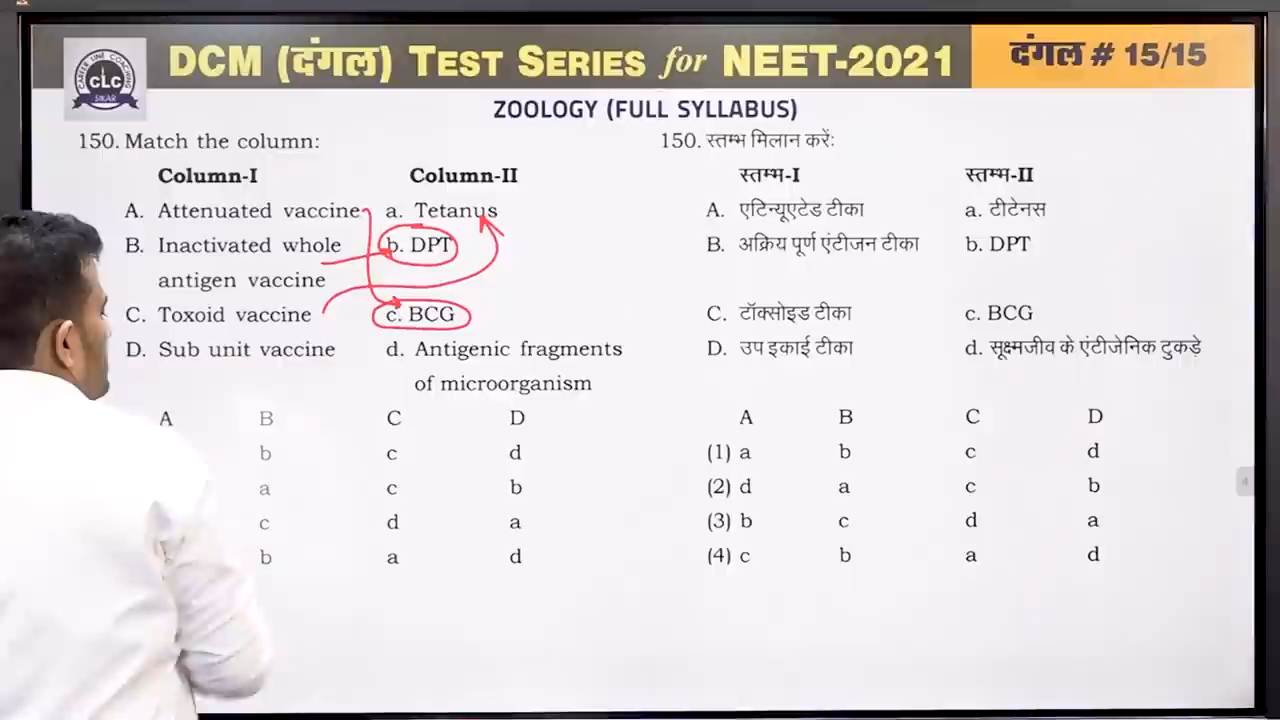 DCM (दंगल) TEST SERIES for NEET-2021
दंगल # 15/15
CAREER LINE COACHING
CLC
SIKAR
ZOOLOGY (FULL SYLLABUS)
150. Match the column:
Column-I Column-II
A. Attenuated vaccine a. Tetanus
B. Inactivated whole b. DPT
antigen vaccine
C. Toxoid vaccine c. BCG
D. Sub unit vaccine d. Antigenic fragments
of microorganism
A B C D
b c d
a c b
c d a
b a d
150. स्तम्भ मिलान करें:
स्तम्भ-I स्तम्भ-II
A. एटिन्यूएटेड टीका a. टीटेनस
B. अक्रिय पूर्ण एंटीजन टीका b. DPT
C. टॉक्सोइड टीका c. BCG
D. उप इकाई टीका d. सूक्ष्मजीव के एंटीजेनिक टुकड़े
A B C D
(1) a b c d
(2) d a c b
(3) b c d a
(4) c b a d